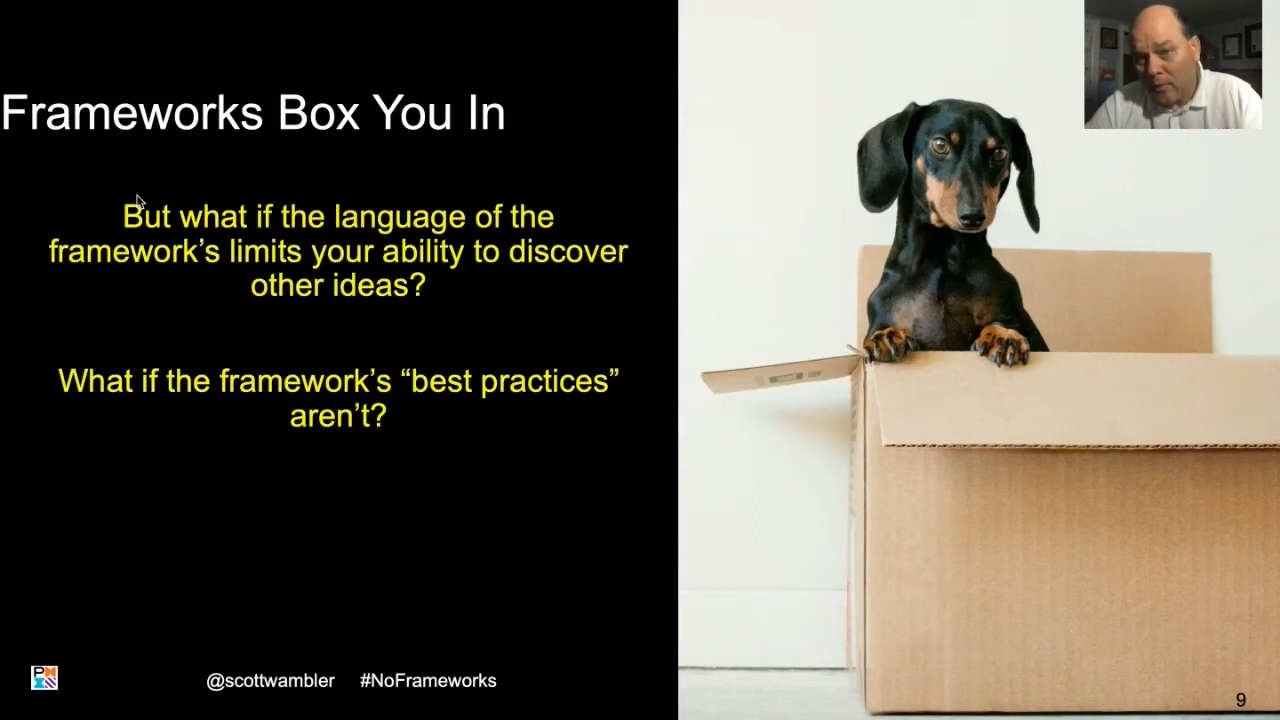 Frameworks Box You In
But what if the language of the
framework’s limits your ability to discover
other ideas?
What if the framework’s “best practices”
aren’t?
@scottwambler #NoFrameworks
9